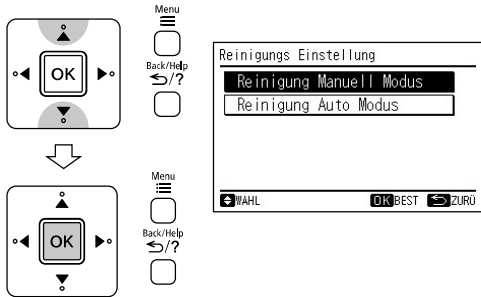 Menu
OK
Back/Help
/?
Menu
OK
Back/Help
/?
Reinigungs Einstellung
Reinigung Manuell Modus
Reinigung Auto Modus
WAHL OK BEST ZURÜ